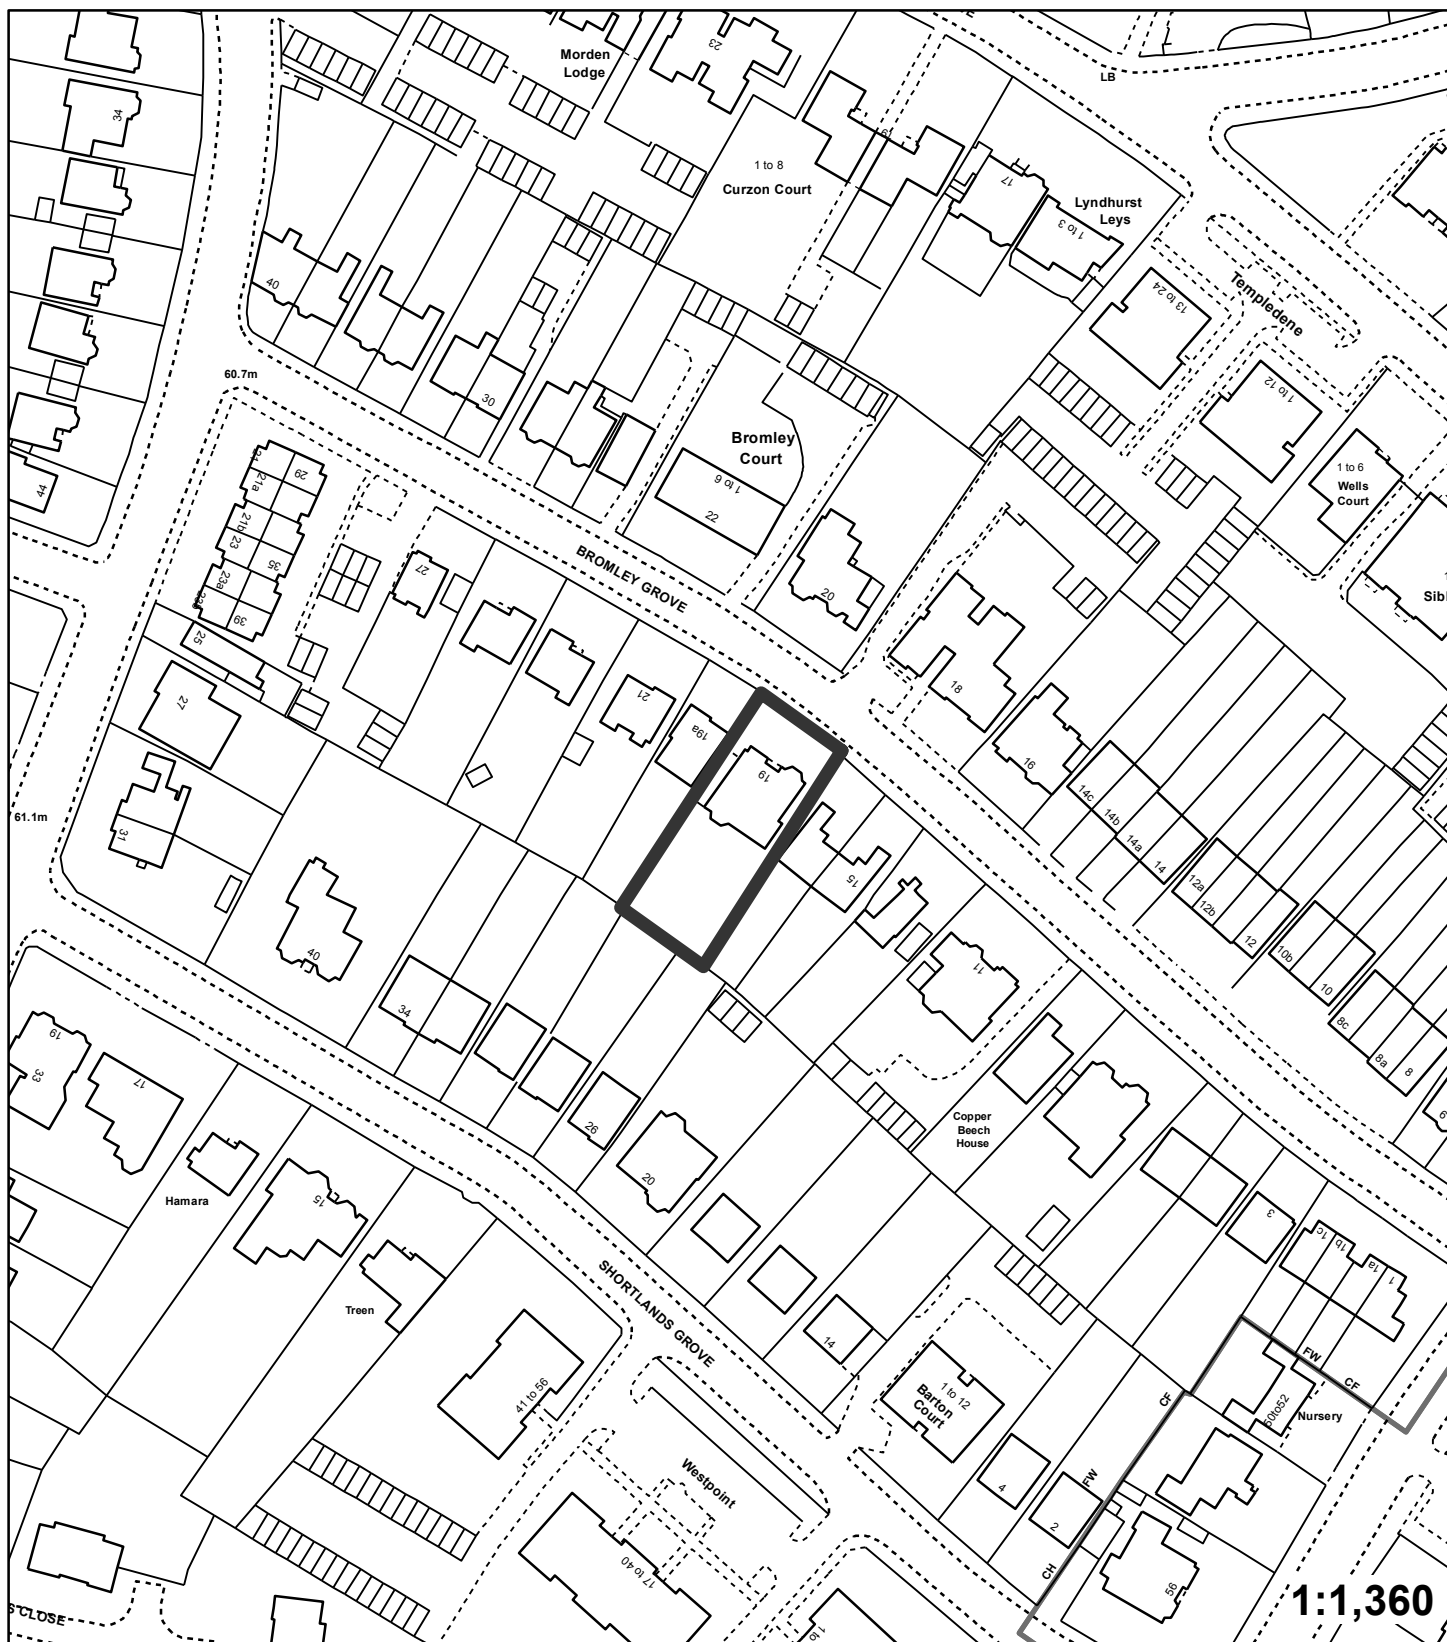 Morden
Lodge
23
LB
34
1 to 8
Curzon Court
19
17
Lyndhurst
Leys
1 to 3
13 to 24
Templedene
40
60.7m
30
1 to 12
Bromley
Court
1 to 6
22
1 to 6
Wells
Court
44
21
21a
29
21b
23
35
23a
39
25
27
27
BROMLEY GROVE
20
18
16
21
19a
19
14c
14b
14a
14
12a
12b
12
10b
10
8c
8a
8
6
15
11
61.1m
31
40
34
26
20
19
33
17
Hamara
15
Treen
Copper
Beech
House
3
1c
1b
1a
1
SHORTLANDS GROVE
14
41 to 56
1 to 12
Barton
Court
FW
CF
CF
50to52
Nursery
Westpoint
4
FW
2
CH
56
17 to 40
S CLOSE
1:1,360